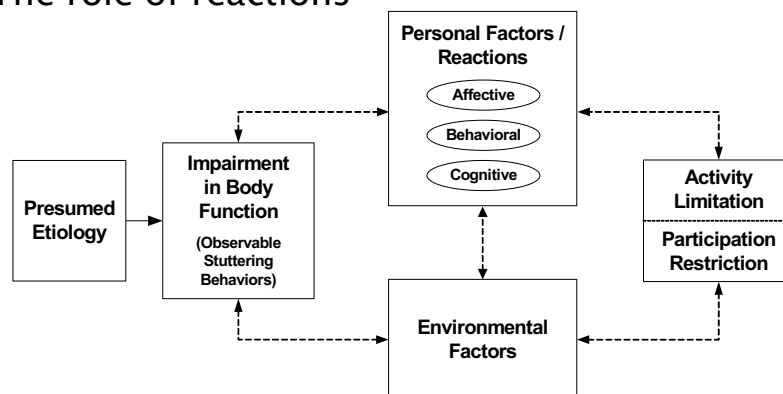 The role of reactions
Personal Factors /
Reactions
Affective
Behavioral
Cognitive
Presumed
Etiology
Impairment
in Body
Function
(Observable
Stuttering
Behaviors)
Activity
Limitation
Participation
Restriction
Environmental
Factors